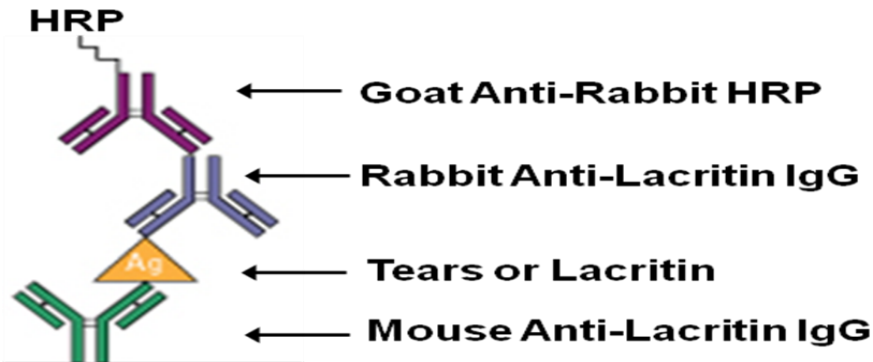 HRP
Goat Anti-Rabbit HRP
Rabbit Anti-Lacritin IgG
Ag
Tears or Lacritin
Mouse Anti-Lacritin IgG